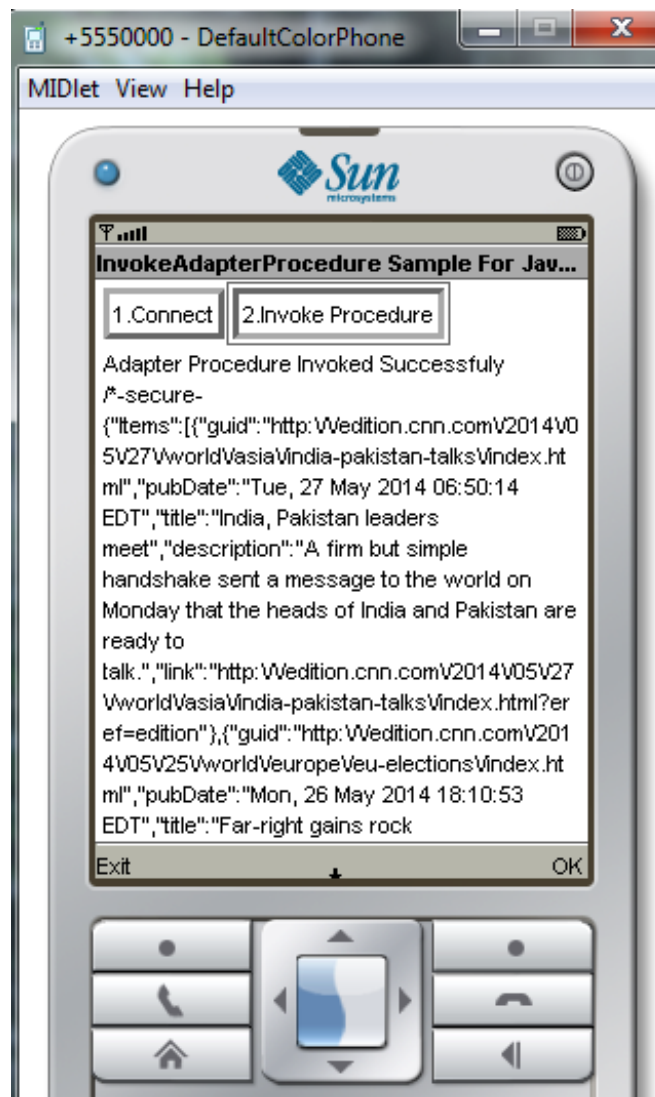 +5550000 - DefaultColorPhone
MIDlet View Help
Sun
microsystems
InvokeAdapterProcedure Sample For Jav...
1.Connect 2.Invoke Procedure
Adapter Procedure Invoked Successfuly
/*-secure-
{"Items":[{"guid":"http:\/\/edition.cnn.com\/2014\/0
5\/27\/world\/asia\/india-pakistan-talks\/index.ht
ml","pubDate":"Tue, 27 May 2014 06:50:14
EDT","title":"India, Pakistan leaders
meet","description":"A firm but simple
handshake sent a message to the world on
Monday that the heads of India and Pakistan are
ready to
talk.","link":"http:\/\/edition.cnn.com\/2014\/05\/27
\/world\/asia\/india-pakistan-talks\/index.html?er
ef=edition"},{"guid":"http:\/\/edition.cnn.com\/201
4\/05\/25\/world\/europe\/eu-elections\/index.ht
ml","pubDate":"Mon, 26 May 2014 18:10:53
EDT","title":"Far-right gains rock
Exit OK